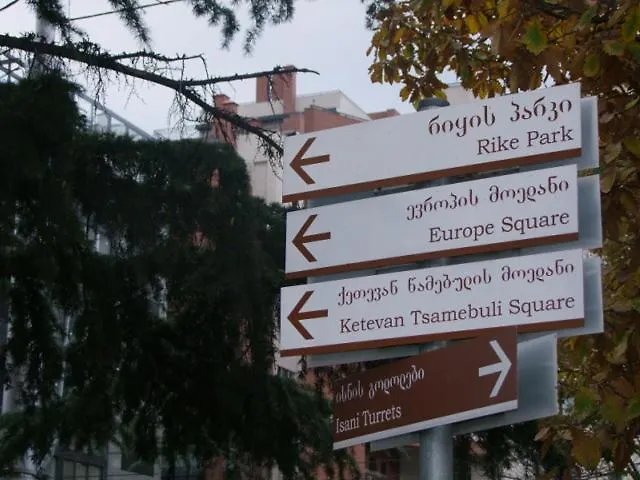 რიყის პარკი
Rike Park
ევროპის მოედანი
Europe Square
ქეთევან წამებულის მოედანი
Ketevan Tsamebuli Square
ისნის გოდოლები
Isani Turrets